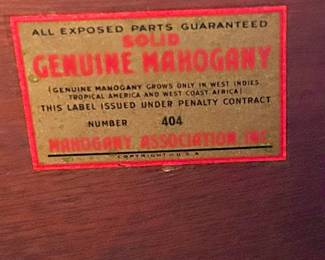 ALL EXPOSED PARTS GUARANTEED
SOLID
GENUINE MAHOGANY
(GENUINE MAHOGANY GROWS ONLY IN WEST INDIES
TROPICAL AMERICA AND WEST COAST AFRICA)
THIS LABEL ISSUED UNDER PENALTY CONTRACT
NUMBER 404
MAHOGANY ASSOCIATION, INC.
COPYRIGHT U.S.A